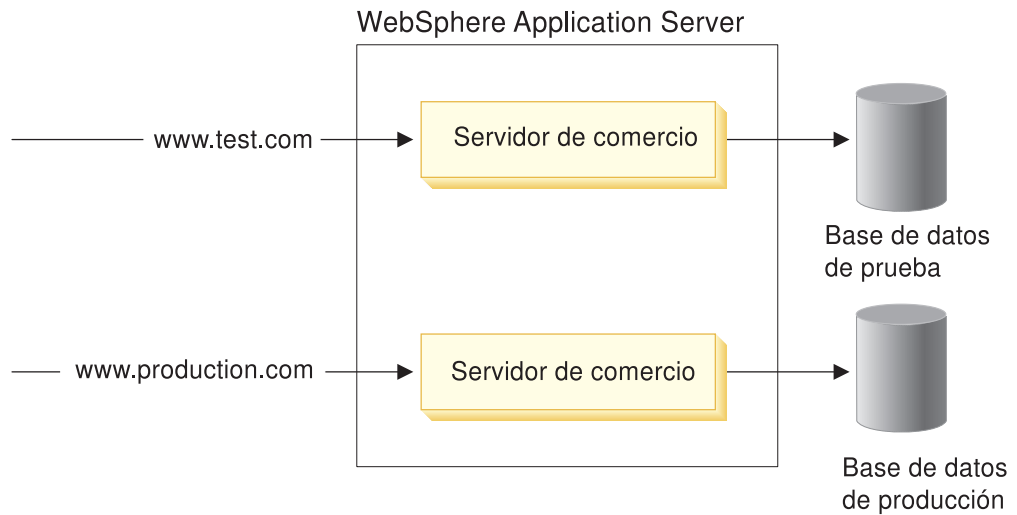 WebSphere Application Server
www.test.com
Servidor de comercio
Base de datos
de prueba
www.production.com
Servidor de comercio
Base de datos
de producción